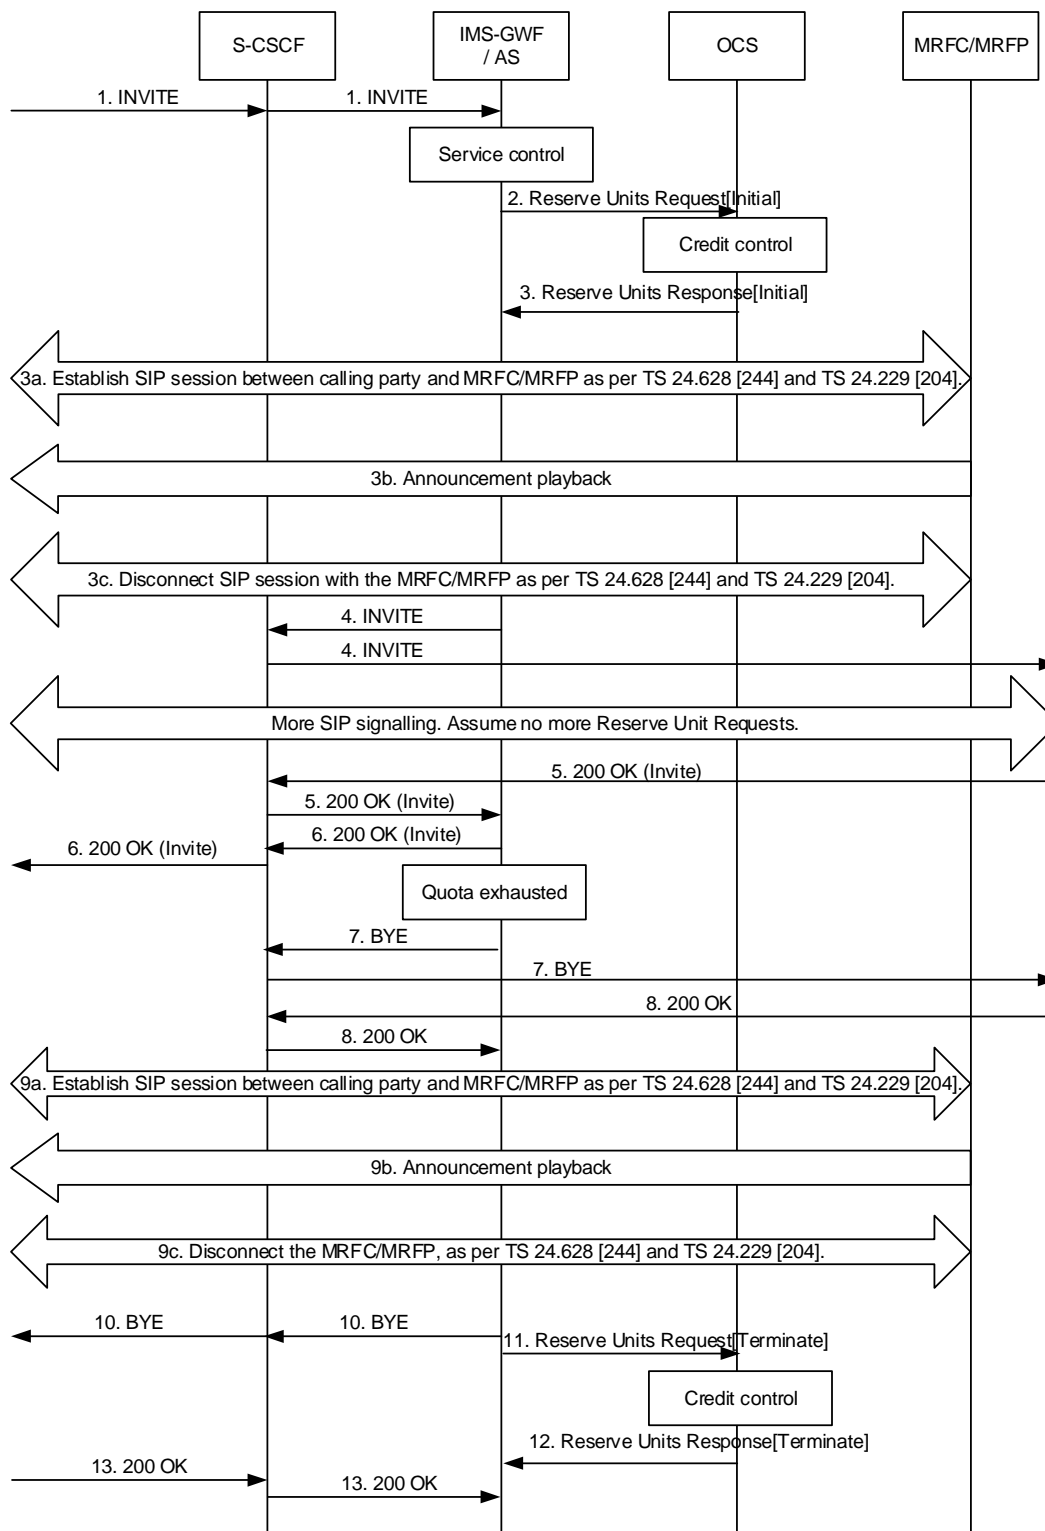 S-CSCF
IMS-GWF
/ AS
OCS
MRFC/MRFP
1. INVITE
1. INVITE
Service control
2. Reserve Units Request[Initial]
Credit control
3. Reserve Units Response[Initial]
3a. Establish SIP session between calling party and MRFC/MRFP as per TS 24.628 [244] and TS 24.229 [204].
3b. Announcement playback
3c. Disconnect SIP session with the MRFC/MRFP as per TS 24.628 [244] and TS 24.229 [204].
4. INVITE
4. INVITE
More SIP signalling. Assume no more Reserve Unit Requests.
5. 200 OK (Invite)
5. 200 OK (Invite)
6. 200 OK (Invite)
6. 200 OK (Invite)
Quota exhausted
7. BYE
7. BYE
8. 200 OK
8. 200 OK
9a. Establish SIP session between calling party and MRFC/MRFP as per TS 24.628 [244] and TS 24.229 [204].
9b. Announcement playback
9c. Disconnect the MRFC/MRFP, as per TS 24.628 [244] and TS 24.229 [204].
10. BYE
10. BYE
11. Reserve Units Request[Terminate]
Credit control
12. Reserve Units Response[Terminate]
13. 200 OK
13. 200 OK